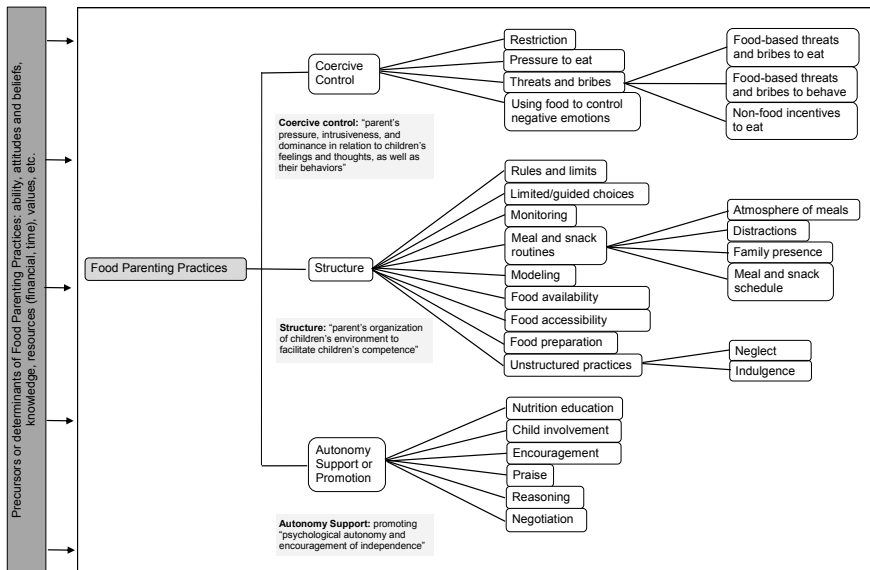 Precursors or determinants of Food Parenting Practices: ability, attitudes and beliefs,
knowledge, resources (financial, time), values, etc.
Food Parenting Practices
Coercive
Control
Coercive control: “parent’s
pressure, intrusiveness, and
dominance in relation to children’s
feelings and thoughts, as well as
their behaviors”
Restriction
Pressure to eat
Threats and bribes
Using food to control
negative emotions
Food-based threats
and bribes to eat
Food-based threats
and bribes to behave
Non-food incentives
to eat
Structure
Structure: “parent’s organization
of children’s environment to
facilitate children’s competence”
Rules and limits
Limited/guided choices
Monitoring
Meal and snack
routines
Modeling
Food availability
Food accessibility
Food preparation
Unstructured practices
Atmosphere of meals
Distractions
Family presence
Meal and snack
schedule
Neglect
Indulgence
Autonomy
Support or
Promotion
Autonomy Support: promoting
“psychological autonomy and
encouragement of independence”
Nutrition education
Child involvement
Encouragement
Praise
Reasoning
Negotiation